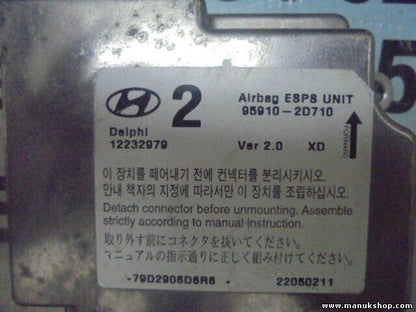 2 Airbag ESPS UNIT
95910-2D710
Delphi
12232979 Ver 2.0 XD
FORWARD
이 장치를 떼어내기 전에 컨넥터를 분리시키시오.
안내 책자의 지정에 따라서만 이 장치를 조립하십시오.
Detach connector before unmounting. Assemble
strictly according to manual instruction.
取り外す前にコネクタを抜いてください。
マニュアルの指示通りに正しく組み付けてください。
-79D2906D6R6- 22050211
www.manukshop.com